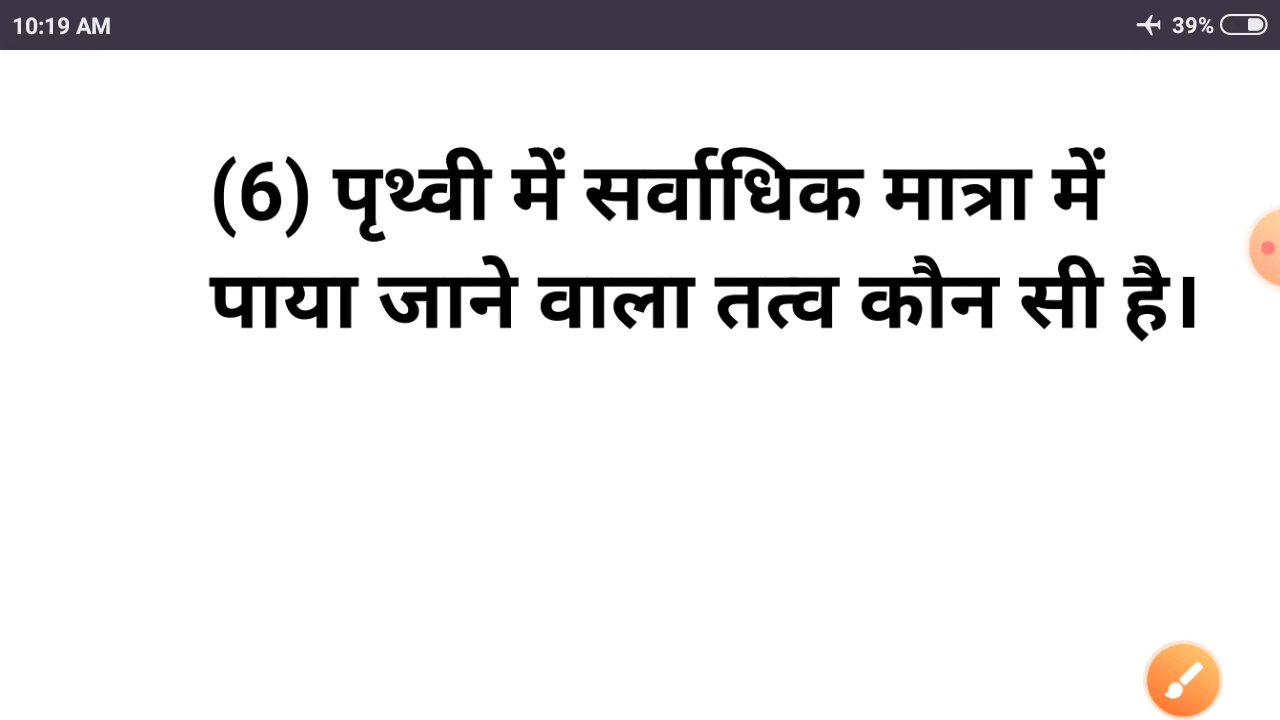 10:19 AM 39%
(6) पृथ्वी में सर्वाधिक मात्रा में
पाया जाने वाला तत्व कौन सी है।